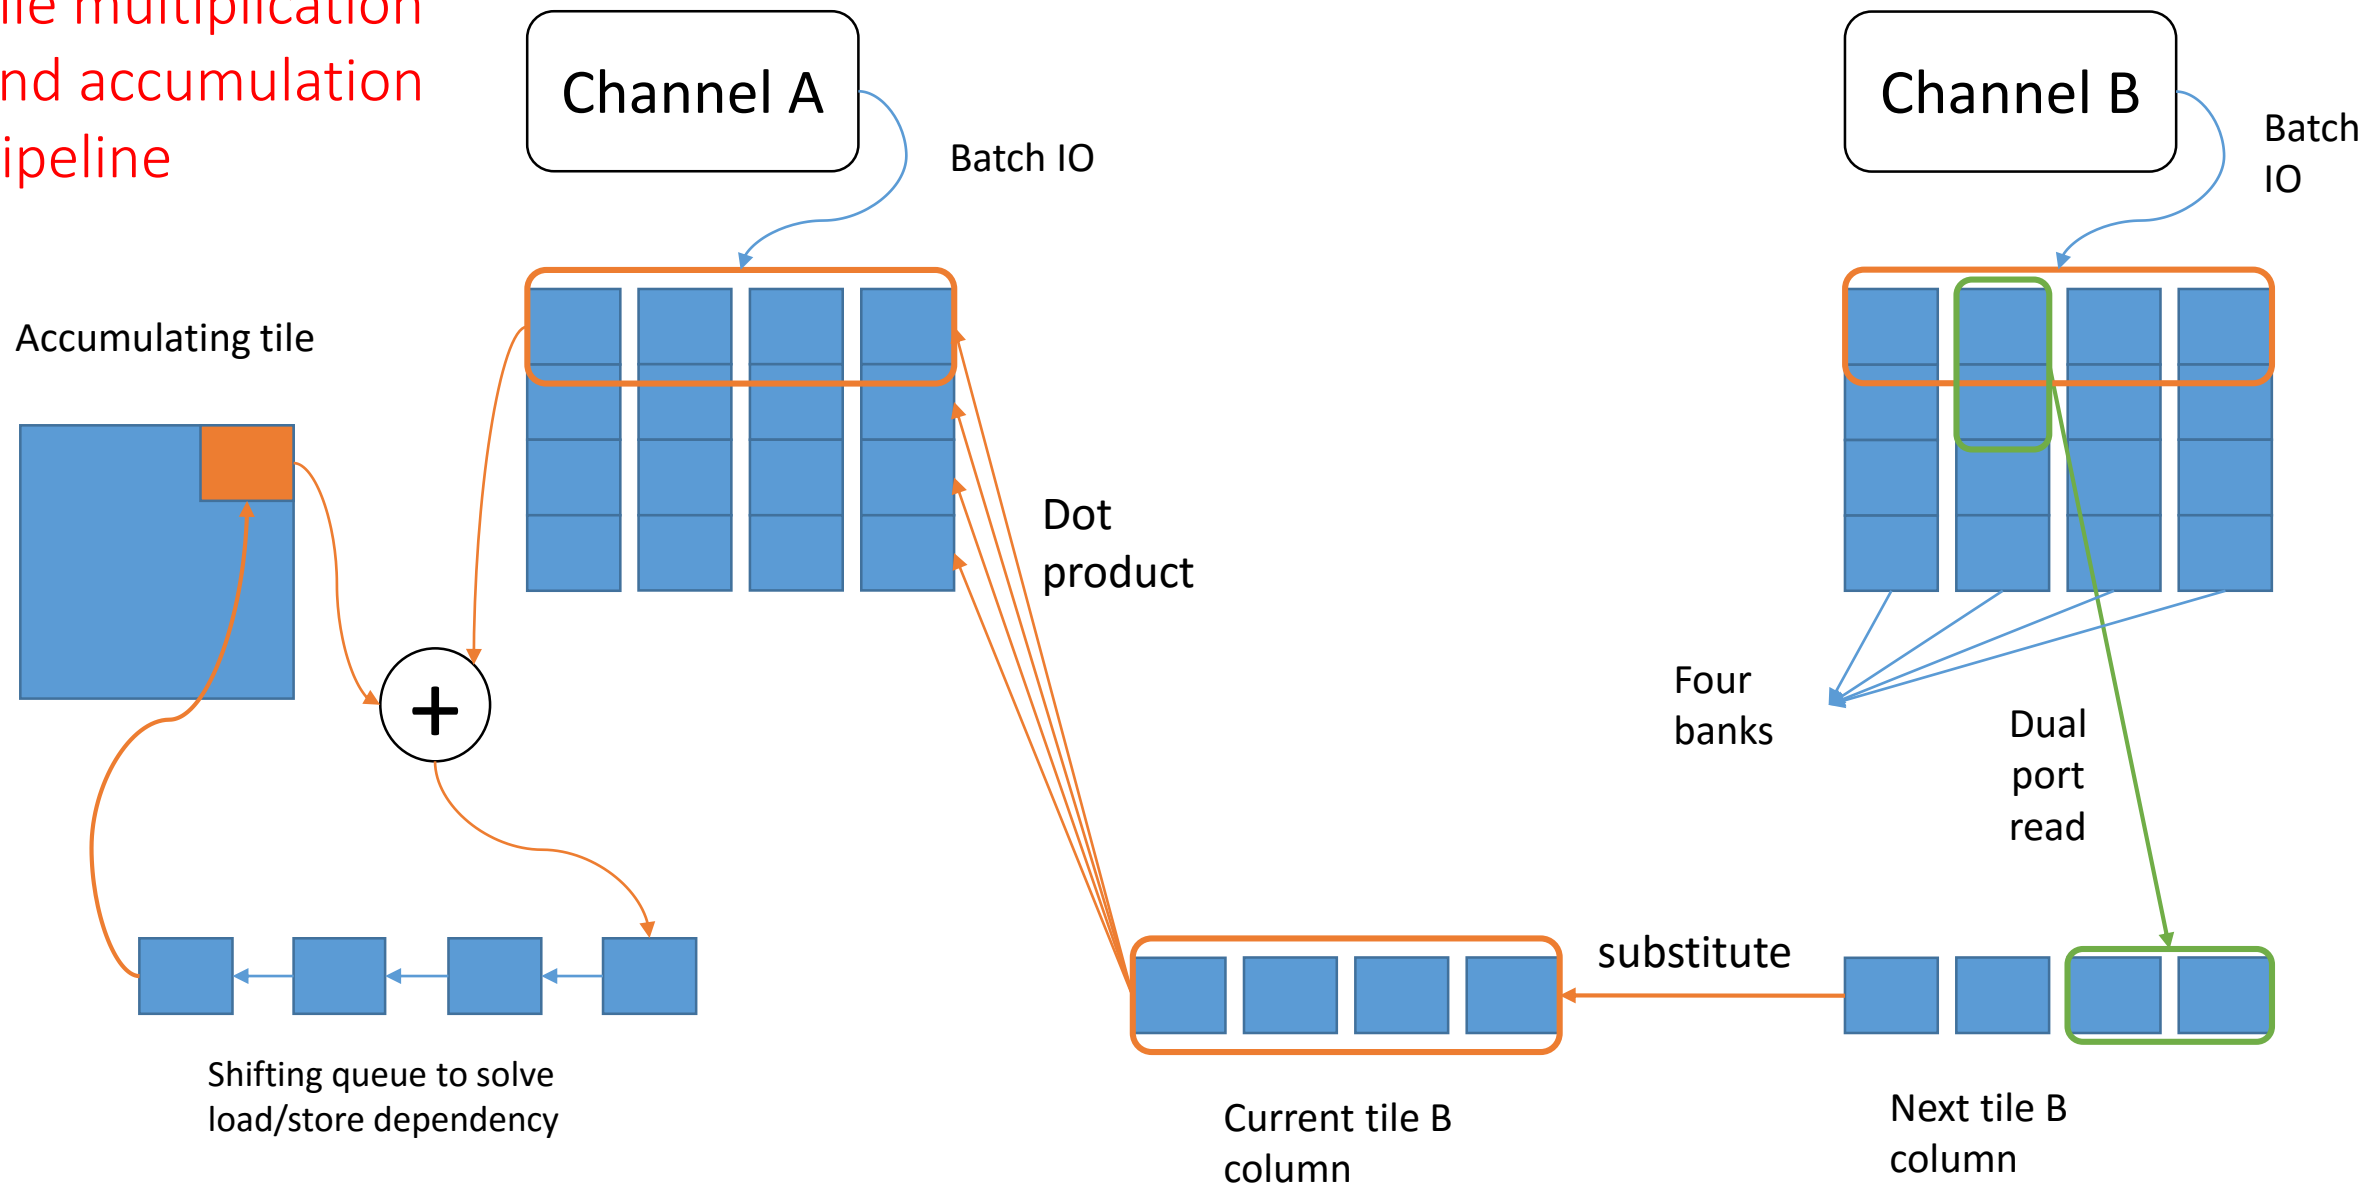 ile multiplication
nd accumulation
ipeline
Channel A
Channel B
Batch IO
Batch
IO
Accumulating tile
Dot
product
Four
banks
Dual
port
read
+
substitute
Shifting queue to solve
load/store dependency
Current tile B
column
Next tile B
column